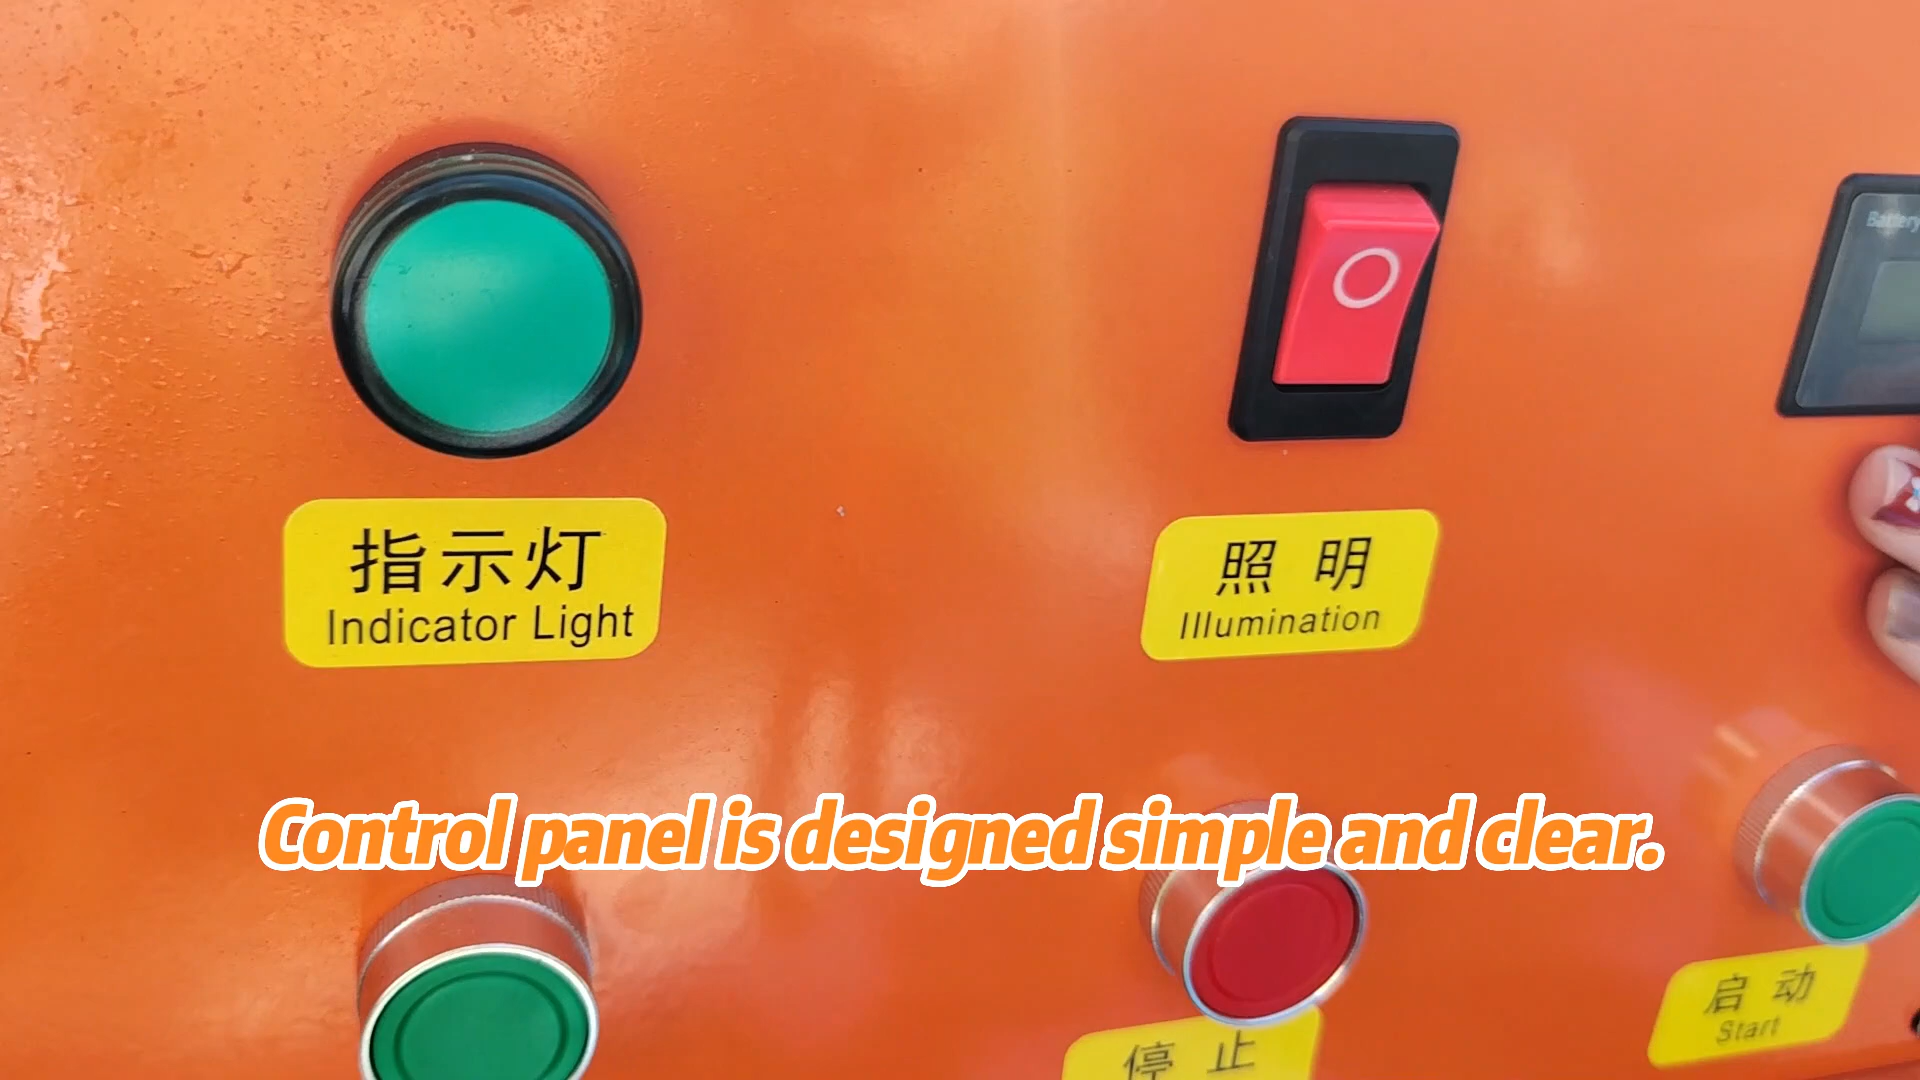 Battery
指示灯
Indicator Light
照明
Illumination
Control panel is designed simple and clear.
启动
Start
停止